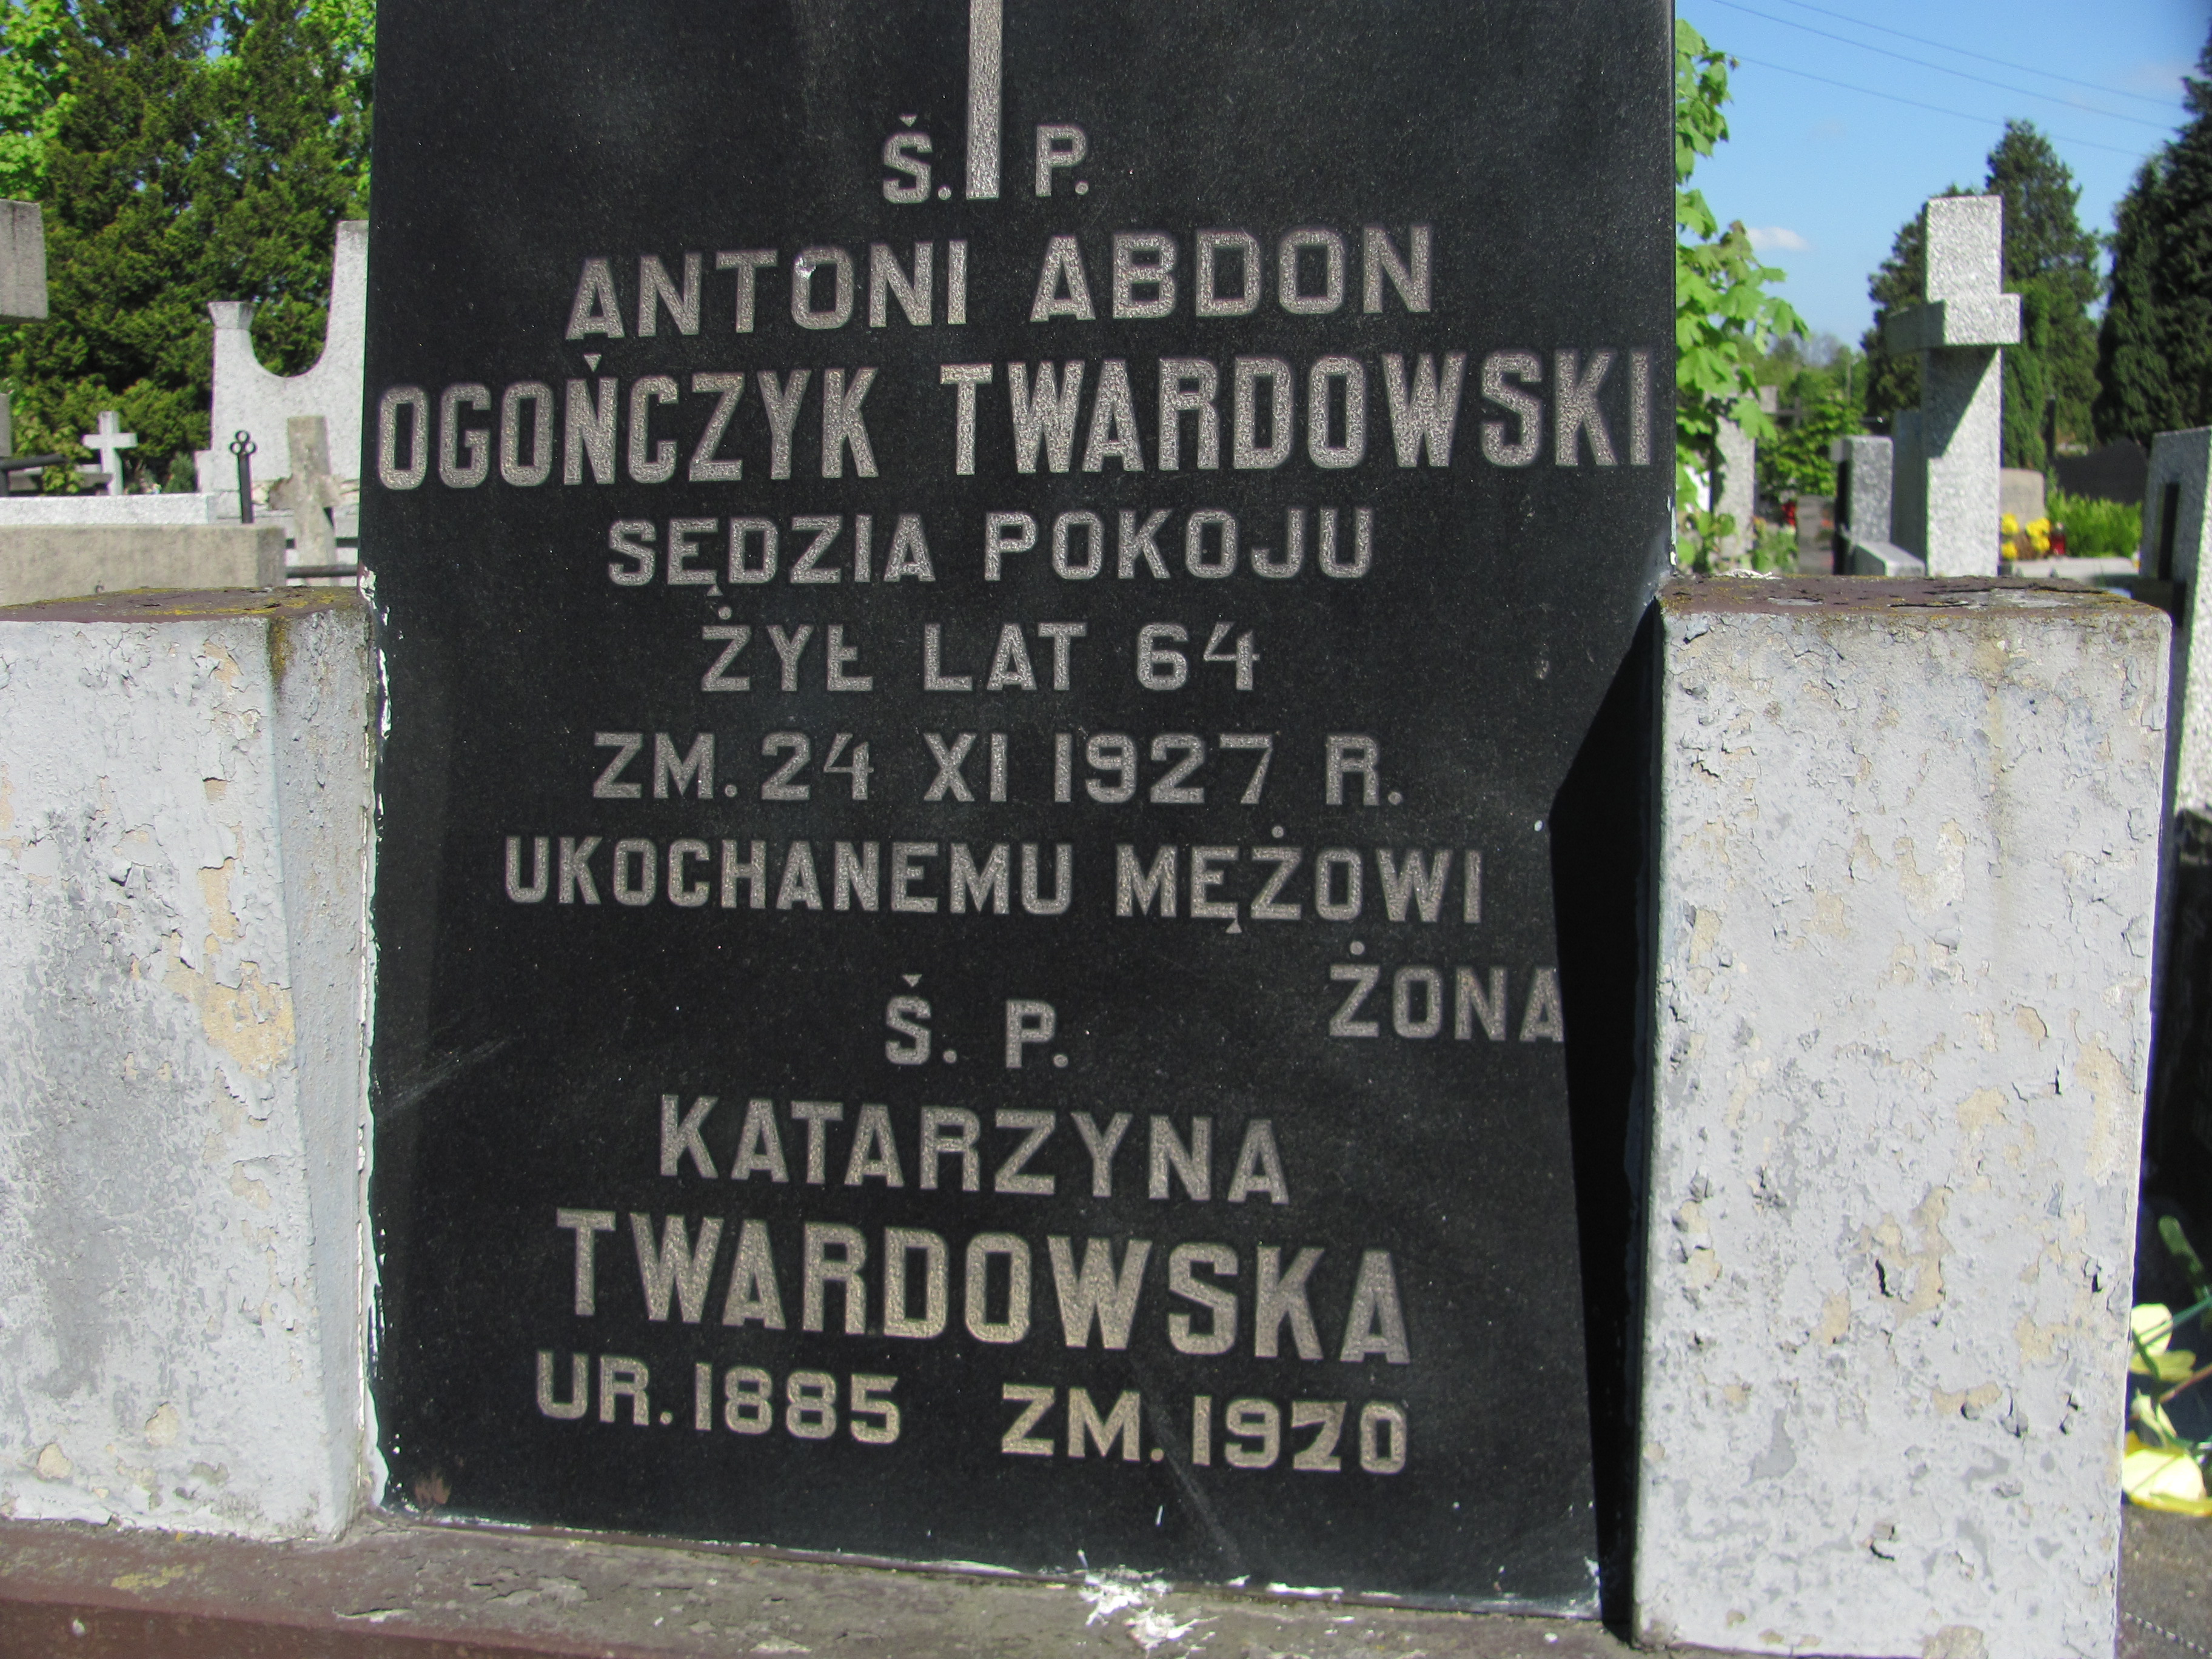 Ś. P.
ANTONI ABDON
OGOŃCZYK TWARDOWSKI
SĘDZIA POKOJU
ŻYŁ LAT 64
ZM. 24 XI 1927 R.
UKOCHANEMU MĘŻOWI
ŻONA
Ś. P.
KATARZYNA
TWARDOWSKA
UR. 1885 ZM. 1970